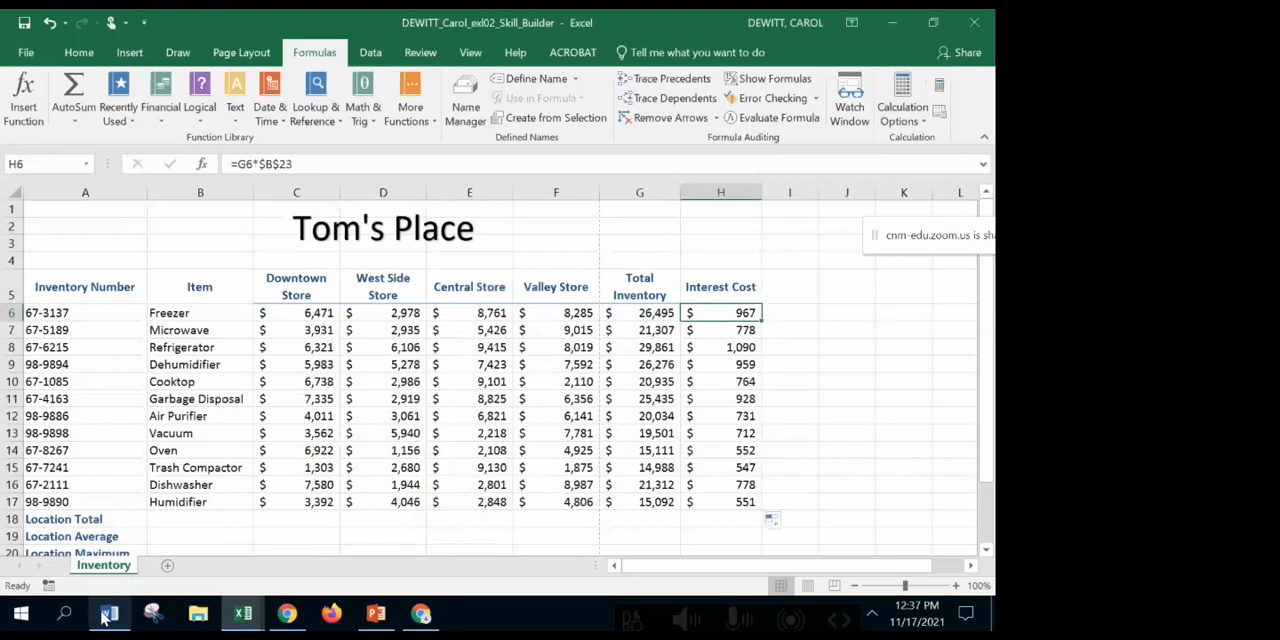 DEWITT_Carol_exl02_Skill_Builder - Excel
DEWITT, CAROL
File Home Insert Draw Page Layout Formulas Data Review View Help ACROBAT Tell me what you want to do Share
Insert Function
AutoSum
Recently Used
Financial
Logical
Text
Date & Time
Lookup & Reference
Math & Trig
More Functions
Function Library
Name Manager
Define Name
Use in Formula
Create from Selection
Defined Names
Trace Precedents
Trace Dependents
Remove Arrows
Show Formulas
Error Checking
Evaluate Formula
Formula Auditing
Watch Window
Calculation Options
Calculation
H6 fx =G6*$B$23
A B C D E F G H I J K L
1
2 Tom's Place
3
4
cnm-edu.zoom.us is sha
5 Inventory Number Item Downtown Store West Side Store Central Store Valley Store Total Inventory Interest Cost
6 67-3137 Freezer $ 6,471 $ 2,978 $ 8,761 $ 8,285 $ 26,495 $ 967
7 67-5189 Microwave $ 3,931 $ 2,935 $ 5,426 $ 9,015 $ 21,307 $ 778
8 67-6215 Refrigerator $ 6,321 $ 6,106 $ 9,415 $ 8,019 $ 29,861 $ 1,090
9 98-9894 Dehumidifier $ 5,983 $ 5,278 $ 7,423 $ 7,592 $ 26,276 $ 959
10 67-1085 Cooktop $ 6,738 $ 2,986 $ 9,101 $ 2,110 $ 20,935 $ 764
11 67-4163 Garbage Disposal $ 7,335 $ 2,919 $ 8,825 $ 6,356 $ 25,435 $ 928
12 98-9886 Air Purifier $ 4,011 $ 3,061 $ 6,821 $ 6,141 $ 20,034 $ 731
13 98-9898 Vacuum $ 3,562 $ 5,940 $ 2,218 $ 7,781 $ 19,501 $ 712
14 67-8267 Oven $ 6,922 $ 1,156 $ 2,108 $ 4,925 $ 15,111 $ 552
15 67-7241 Trash Compactor $ 1,303 $ 2,680 $ 9,130 $ 1,875 $ 14,988 $ 547
16 67-2111 Dishwasher $ 7,580 $ 1,944 $ 2,801 $ 8,987 $ 21,312 $ 778
17 98-9890 Humidifier $ 3,392 $ 4,046 $ 2,848 $ 4,806 $ 15,092 $ 551
18 Location Total
19 Location Average
20 Location Maximum
Inventory
Ready
100%
12:37 PM
11/17/2021